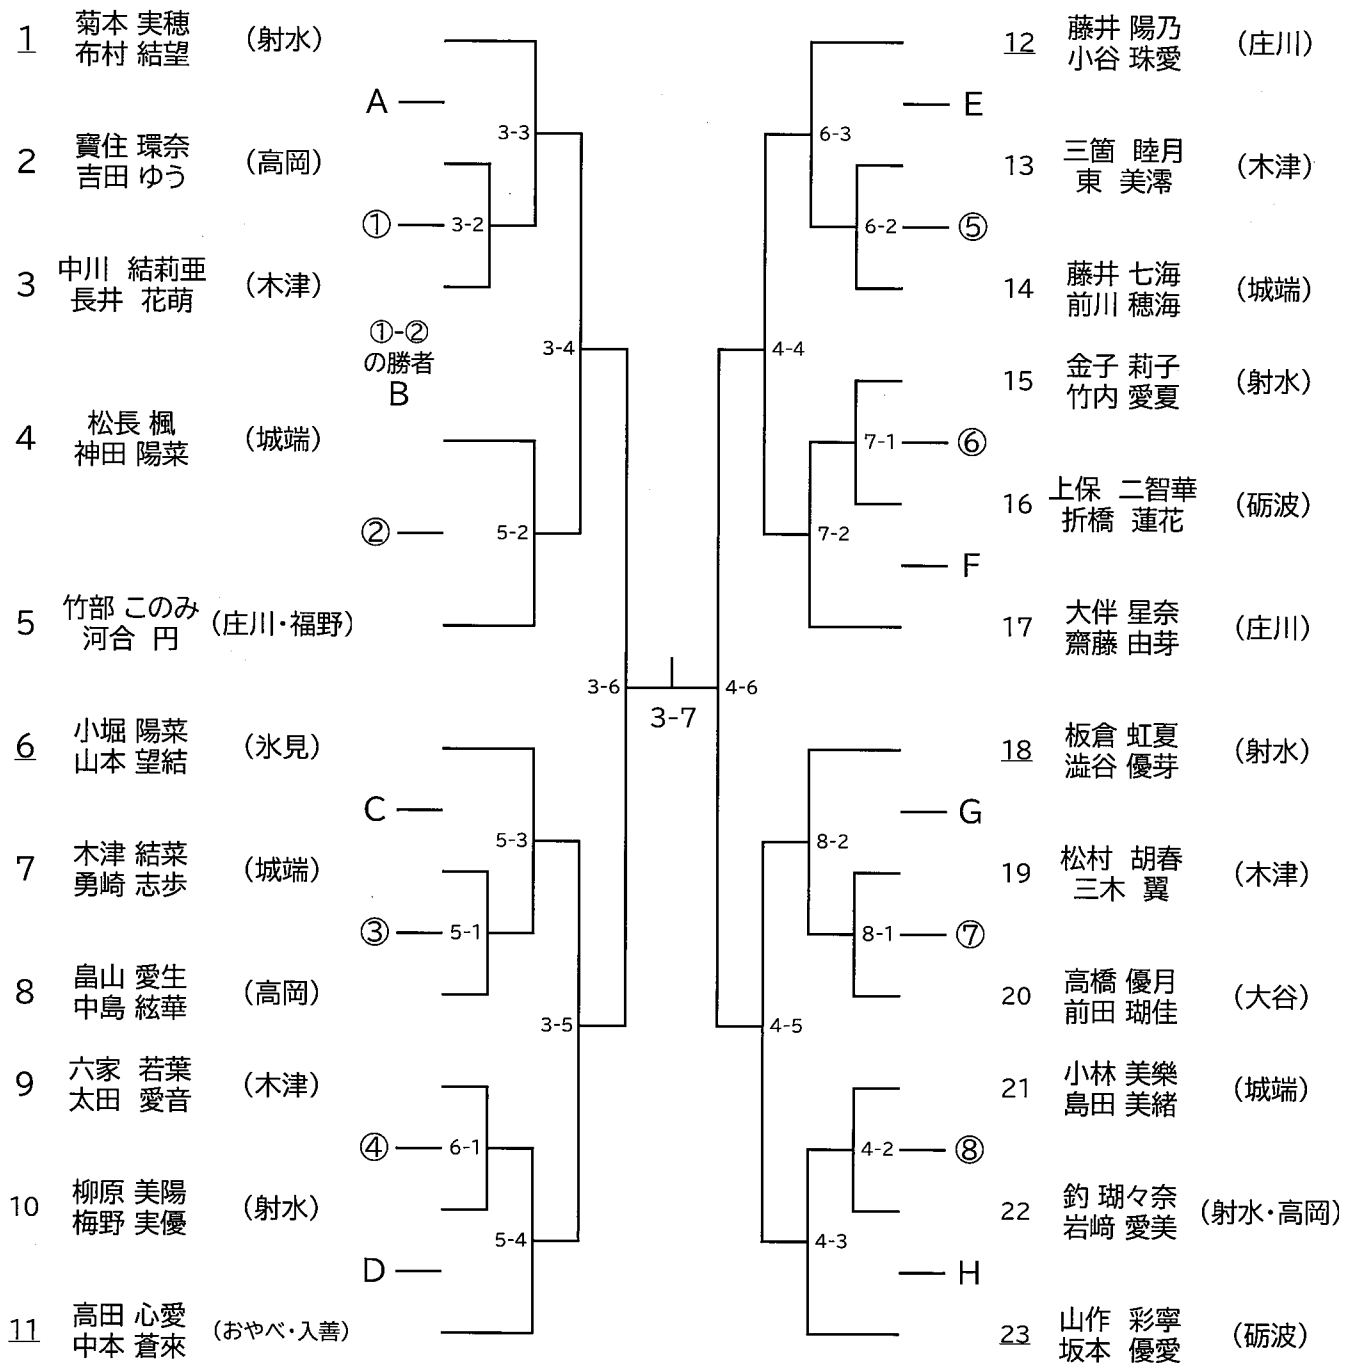 1 菊本 実穂 (射水)
布村 結望
A
3-3
2 寶住 環奈 (高岡)
吉田 ゆう
① 3-2
3 中川 結莉亜 (木津)
長井 花萌
①-②
の勝者
B
3-4
4 松長 楓 (城端)
神田 陽菜
② 5-2
5 竹部 このみ (庄川・福野)
河合 円
3-6
6 小堀 陽菜 (氷見)
山本 望結
C
5-3
7 木津 結菜 (城端)
勇崎 志歩
③ 5-1
8 畠山 愛生 (高岡)
中島 絃華
3-5
9 六家 若葉 (木津)
太田 愛音
④ 6-1
10 柳原 美陽 (射水)
梅野 実優
5-4
D
11 高田 心愛 (おやべ・入善)
中本 蒼來
3-7
12 藤井 陽乃 (庄川)
小谷 珠愛
E
6-3
13 三箇 睦月 (木津)
東 美澪
6-2 ⑤
14 藤井 七海 (城端)
前川 穂海
4-4
15 金子 莉子 (射水)
竹内 愛夏
7-1 ⑥
16 上保 二智華 (砺波)
折橋 蓮花
7-2
F
17 大伴 星奈 (庄川)
齋藤 由芽
4-6
18 板倉 虹夏 (射水)
澁谷 優芽
G
8-2
19 松村 胡春 (木津)
三木 翼
8-1 ⑦
20 高橋 優月 (大谷)
前田 瑚佳
4-5
21 小林 美樂 (城端)
島田 美緒
4-2 ⑧
22 釣 瑚々奈 (射水・高岡)
岩﨑 愛美
4-3
H
23 山作 彩寧 (砺波)
坂本 優愛